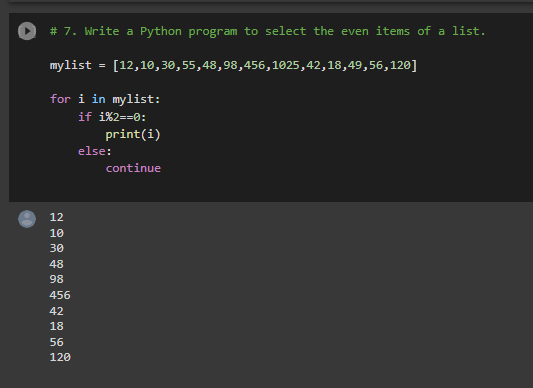 # 7. Write a Python program to select the even items of a list.
mylist = [12,10,30,55,48,98,456,1025,42,18,49,56,120]
for i in mylist:
    if i%2==0:
        print(i)
    else:
        continue
12
10
30
48
98
456
42
18
56
120